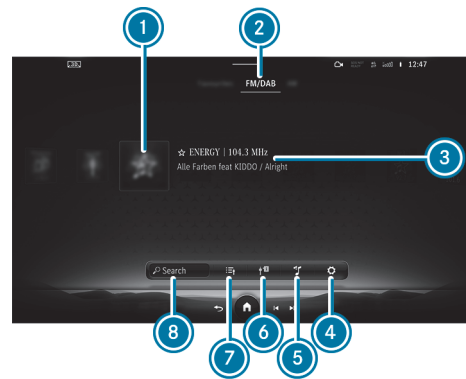 1
2
38
12:47
FM/DAB
☆ ENERGY | 104.3 MHz
Alle Farben feat KIDDO / Alright
3
Search
8
7
6
5
4